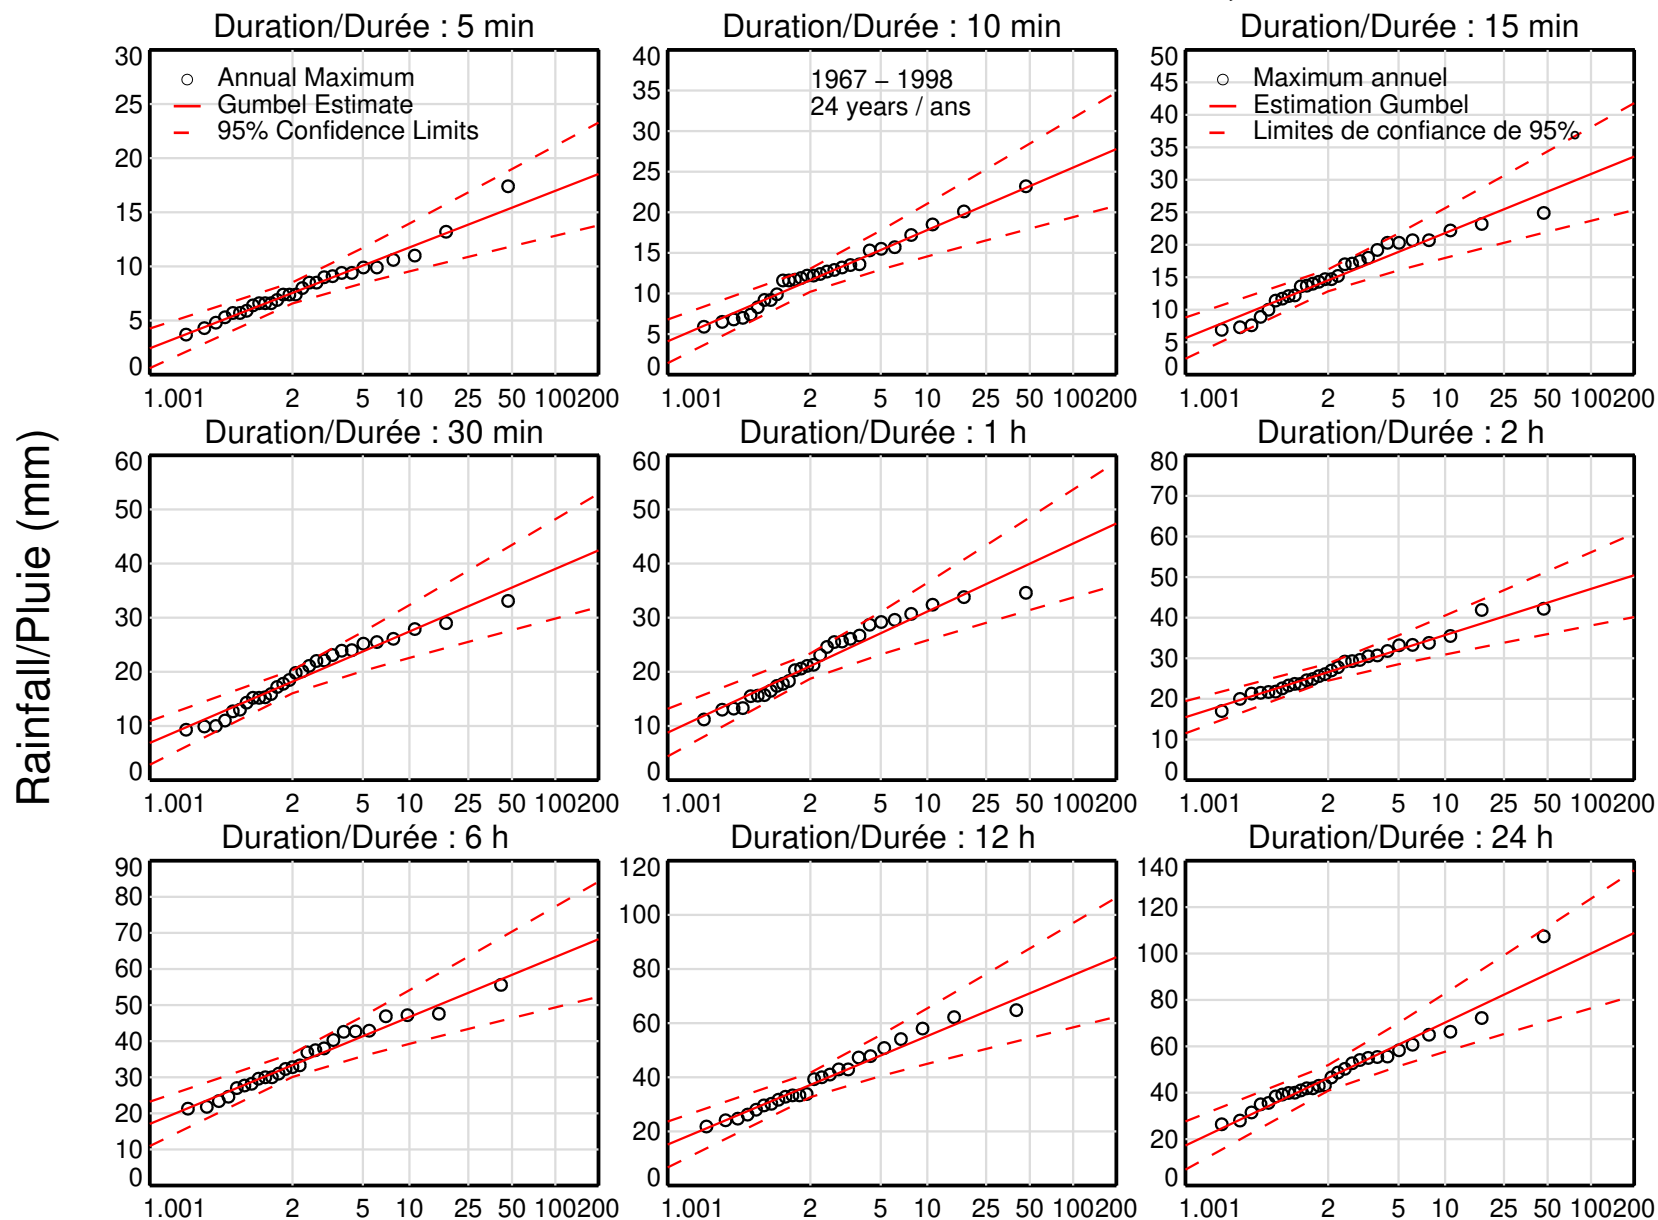 Duration/Durée : 5 min
30
25
20
15
10
5
0
Annual Maximum
Gumbel Estimate
95% Confidence Limits
1.001 2 5 10 25 50 100200
Duration/Durée : 10 min
40
35
30
25
20
15
10
5
0
1967 – 1998
24 years / ans
1.001 2 5 10 25 50 100200
Duration/Durée : 15 min
50
45
40
35
30
25
20
15
10
5
0
Maximum annuel
Estimation Gumbel
Limites de confiance de 95%
1.001 2 5 10 25 50 100200
Rainfall/Pluie (mm)
Duration/Durée : 30 min
60
50
40
30
20
10
0
1.001 2 5 10 25 50 100200
Duration/Durée : 1 h
60
50
40
30
20
10
0
1.001 2 5 10 25 50 100200
Duration/Durée : 2 h
80
70
60
50
40
30
20
10
0
1.001 2 5 10 25 50 100200
Duration/Durée : 6 h
90
80
70
60
50
40
30
20
10
0
1.001 2 5 10 25 50 100200
Duration/Durée : 12 h
120
100
80
60
40
20
0
1.001 2 5 10 25 50 100200
Duration/Durée : 24 h
140
120
100
80
60
40
20
0
1.001 2 5 10 25 50 100200